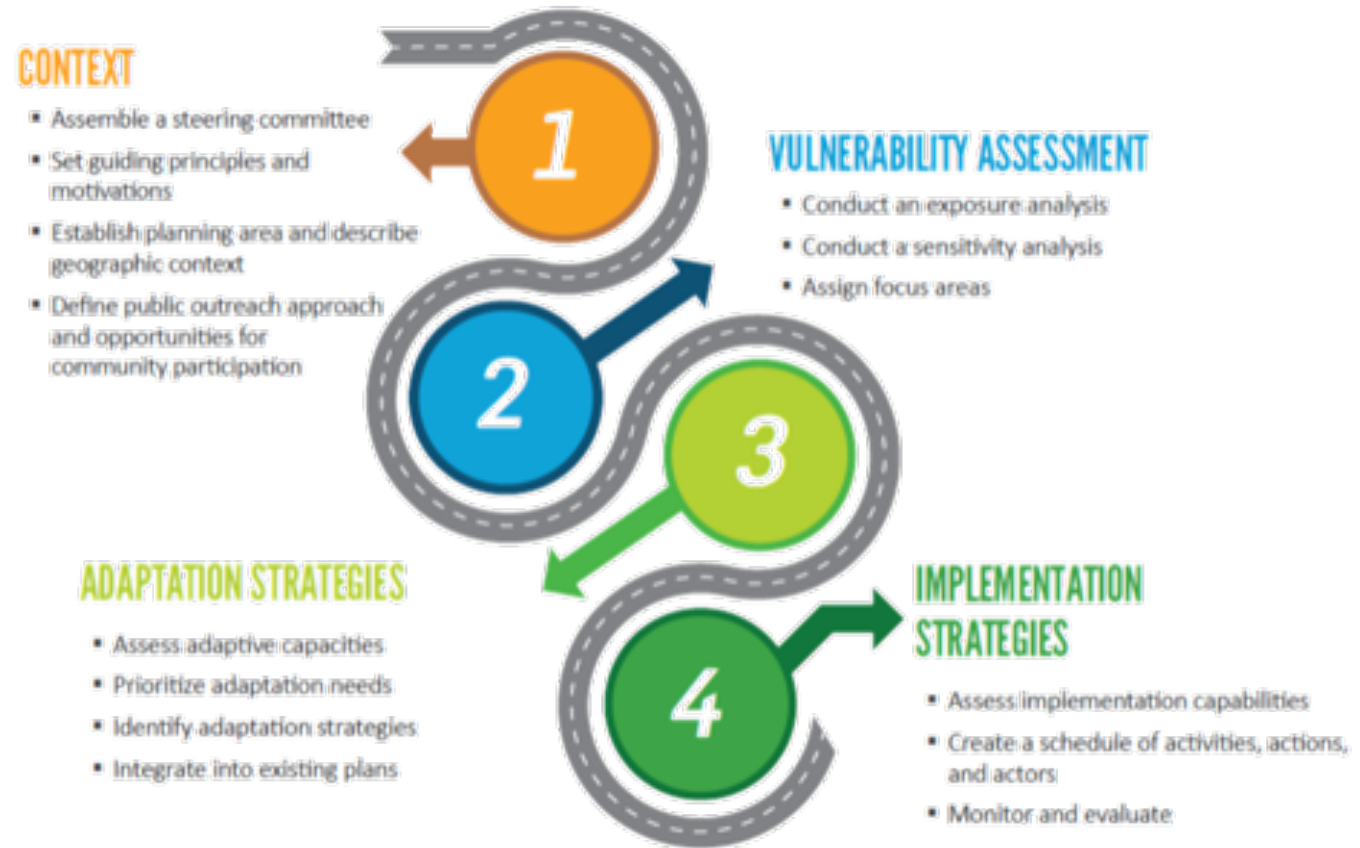 CONTEXT
▪ Assemble a steering committee
▪ Set guiding principles and
motivations
▪ Establish planning area and describe
geographic context
▪ Define public outreach approach
and opportunities for
community participation
1
VULNERABILITY ASSESSMENT
▪ Conduct an exposure analysis
▪ Conduct a sensitivity analysis
▪ Assign focus areas
2
3
ADAPTATION STRATEGIES
▪ Assess adaptive capacities
▪ Prioritize adaptation needs
▪ Identify adaptation strategies
▪ Integrate into existing plans
4
IMPLEMENTATION
STRATEGIES
▪ Assess implementation capabilities
▪ Create a schedule of activities, actions,
and actors
▪ Monitor and evaluate